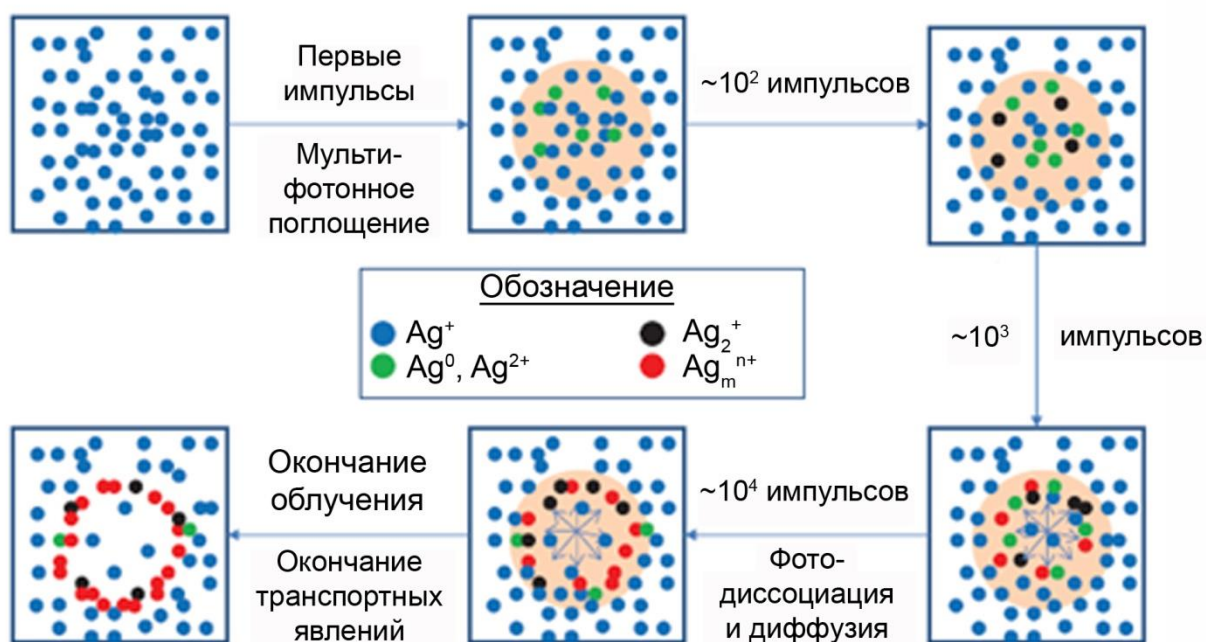 Первые
импульсы
Мульти-
фотонное
поглощение
~10² импульсов
Обозначение
Ag⁺
Ag₂⁺
Ag⁰, Ag²⁺
Agₘⁿ⁺
~10³ импульсов
Окончание
облучения
Окончание
транспортных
явлений
~10⁴ импульсов
Фото-
диссоциация
и диффузия